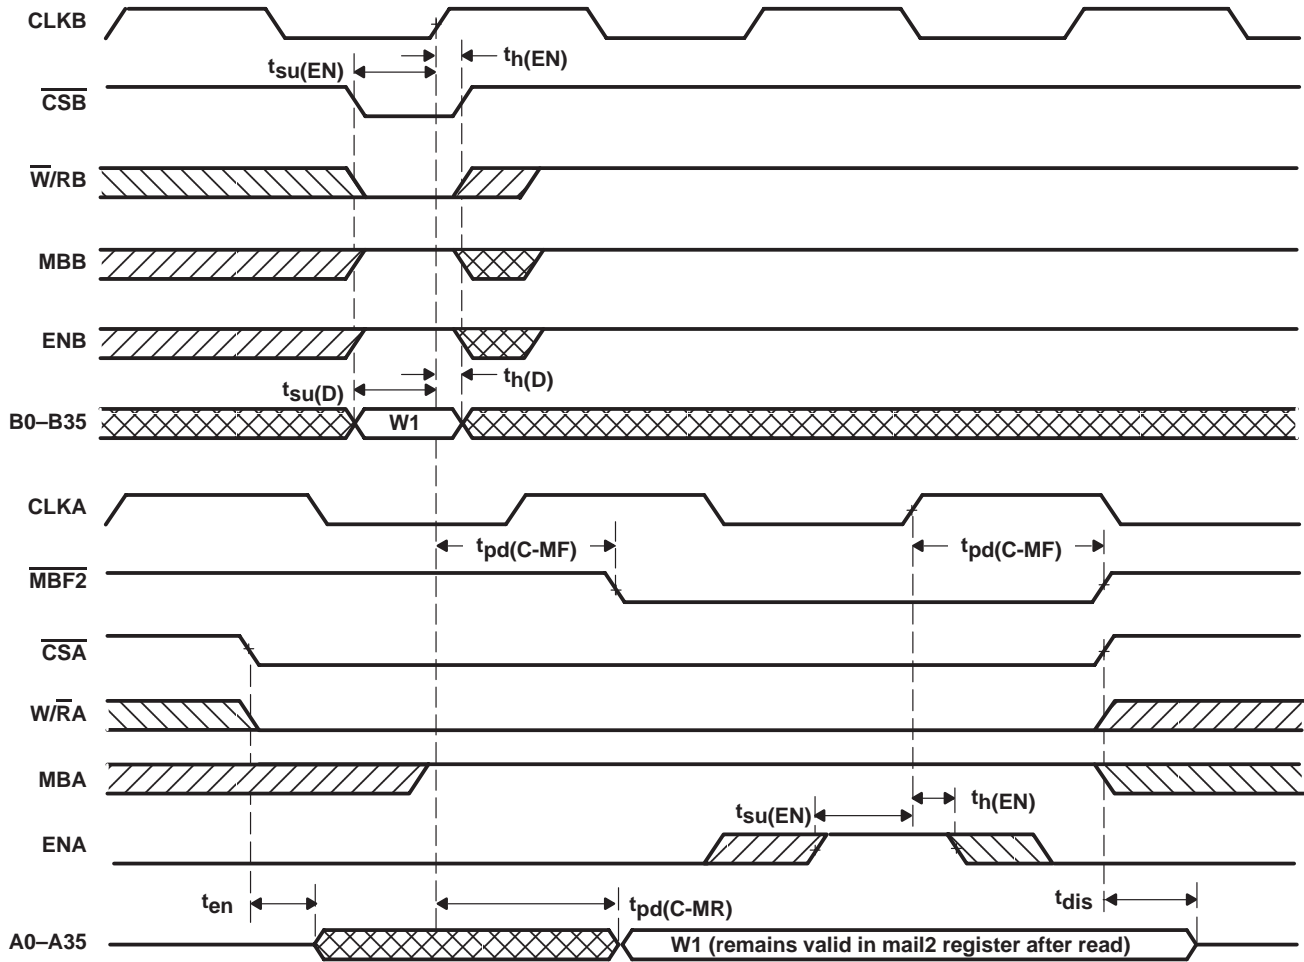 CLKB
tsu(EN)
th(EN)
CSB
W/RB
MBB
ENB
tsu(D)
th(D)
B0–B35
W1
CLKA
tpd(C-MF)
tpd(C-MF)
MBF2
CSA
W/RA
MBA
tsu(EN)
th(EN)
ENA
ten
tpd(C-MR)
tdis
A0–A35
W1 (remains valid in mail2 register after read)